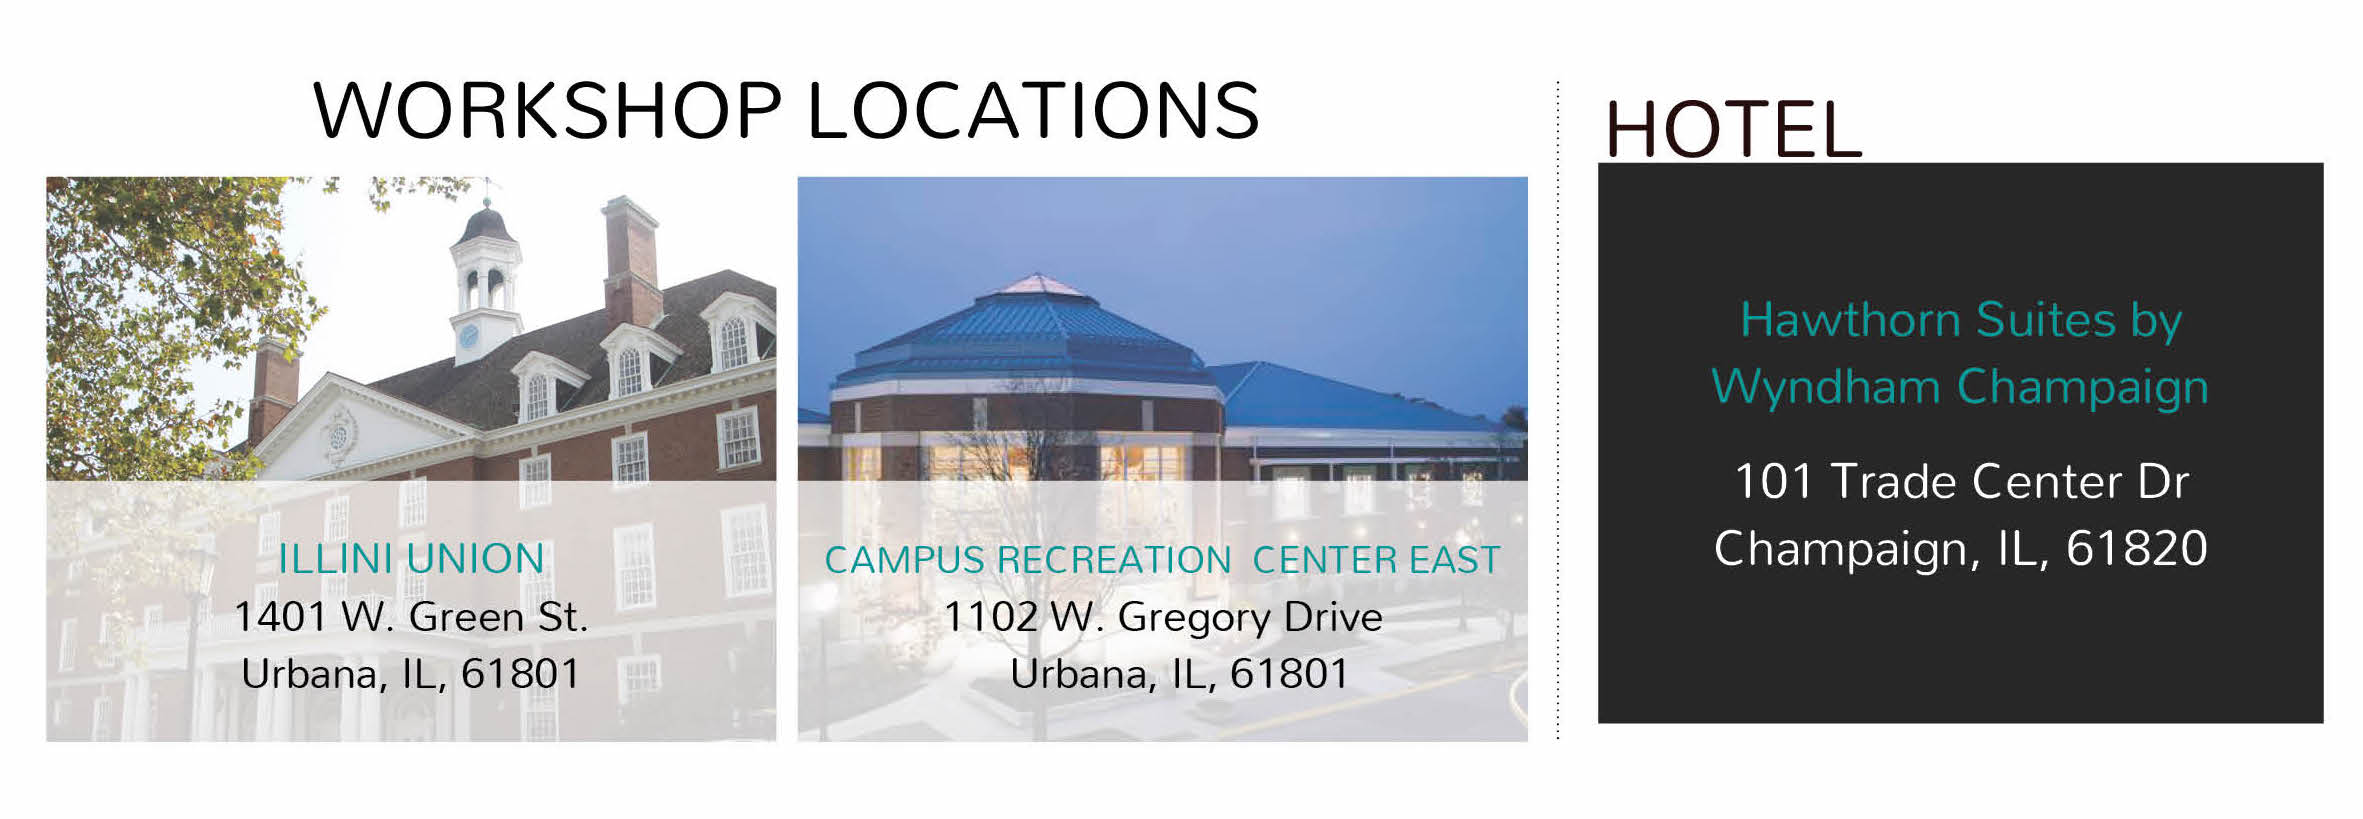 WORKSHOP LOCATIONS
ILLINI UNION
1401 W. Green St.
Urbana, IL, 61801
CAMPUS RECREATION CENTER EAST
1102 W. Gregory Drive
Urbana, IL, 61801
HOTEL
Hawthorn Suites by
Wyndham Champaign
101 Trade Center Dr
Champaign, IL, 61820